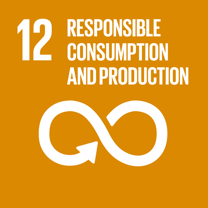 12 RESPONSIBLE
CONSUMPTION
AND PRODUCTION